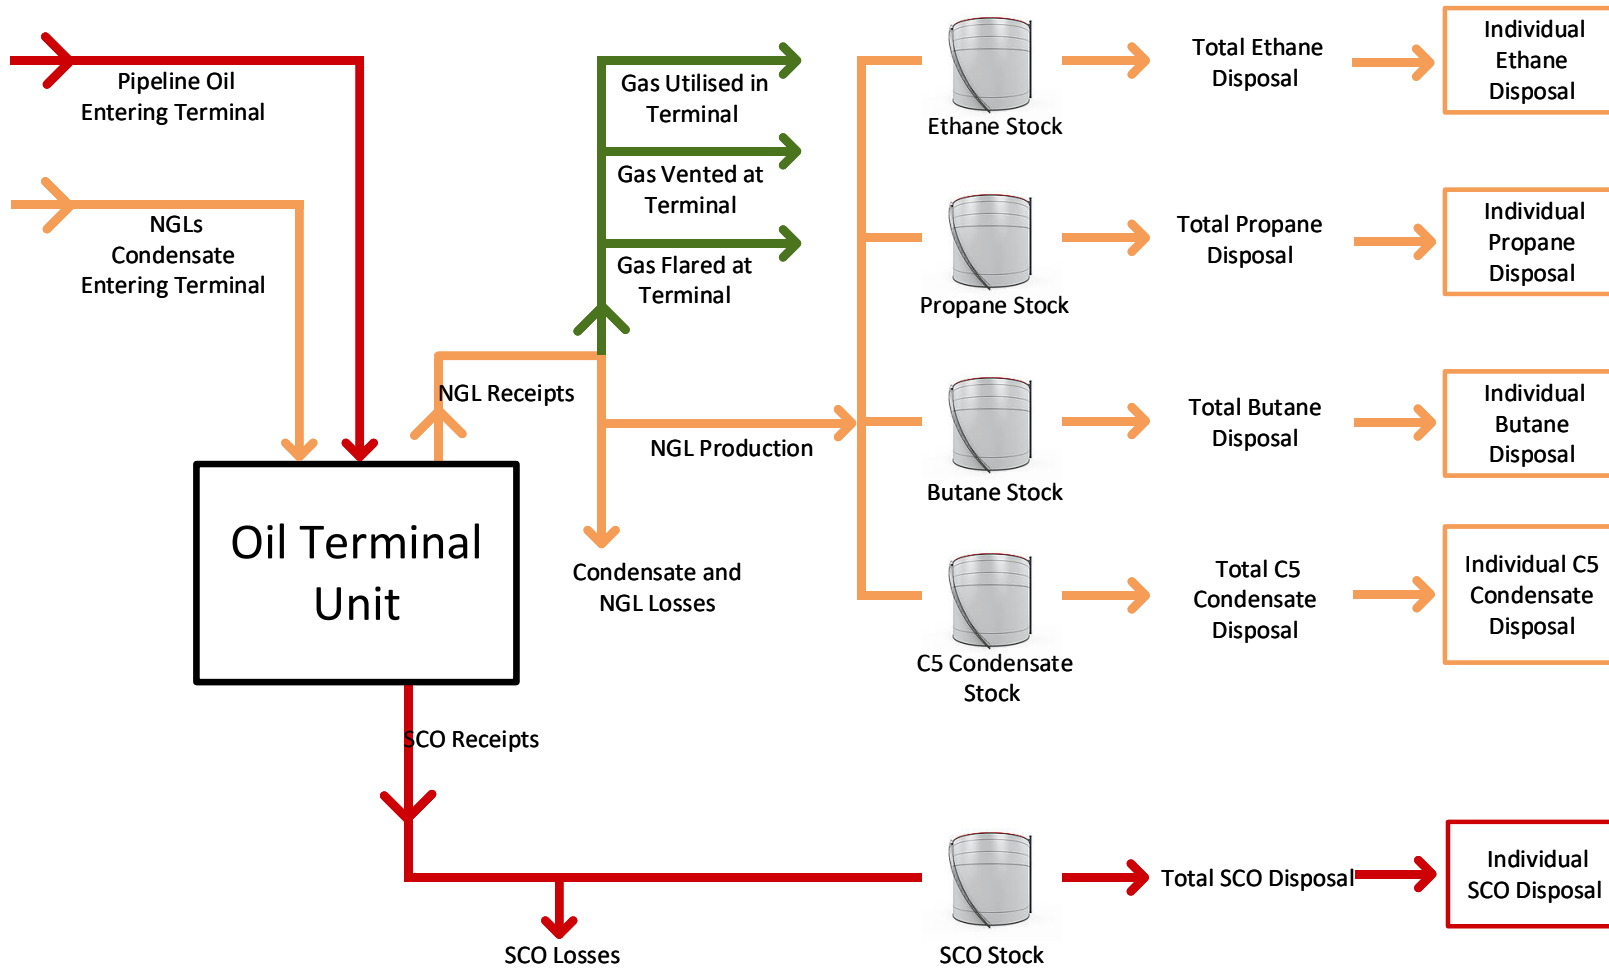 Pipeline Oil
Entering Terminal
NGLs
Condensate
Entering Terminal
Gas Utilised in
Terminal
Gas Vented at
Terminal
Gas Flared at
Terminal
NGL Receipts
NGL Production
Condensate and
NGL Losses
Oil Terminal
Unit
SCO Receipts
SCO Losses
Ethane Stock
Total Ethane
Disposal
Individual
Ethane
Disposal
Propane Stock
Total Propane
Disposal
Individual
Propane
Disposal
Butane Stock
Total Butane
Disposal
Individual
Butane
Disposal
C5 Condensate
Stock
Total C5
Condensate
Disposal
Individual C5
Condensate
Disposal
SCO Stock
Total SCO Disposal
Individual
SCO Disposal